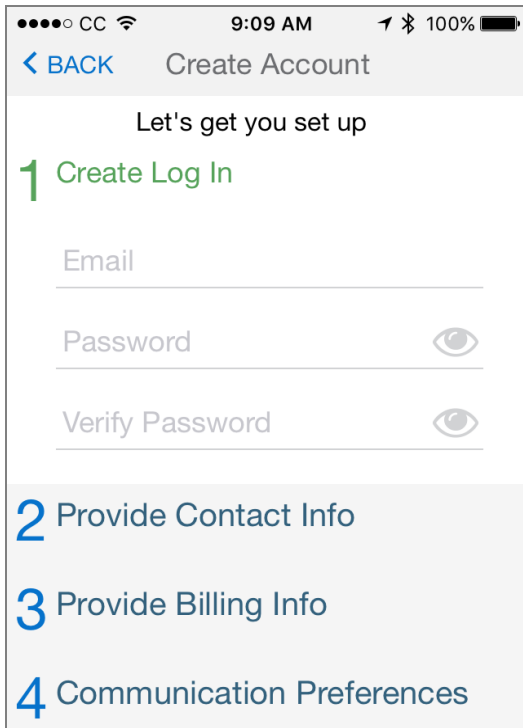 CC 9:09 AM 100%
BACK Create Account
Let's get you set up
1 Create Log In
Email
Password
Verify Password
2 Provide Contact Info
3 Provide Billing Info
4 Communication Preferences